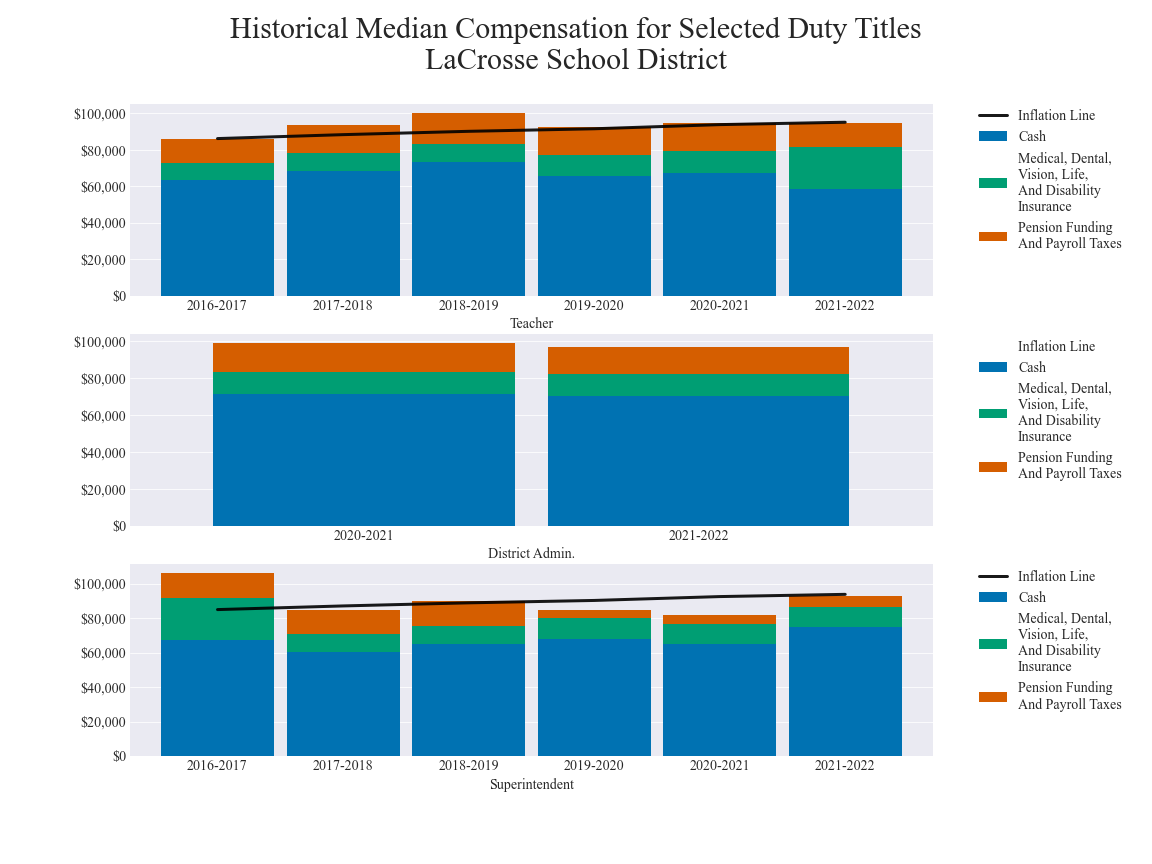 Historical Median Compensation for Selected Duty Titles
LaCrosse School District
$100,000
$80,000
$60,000
$40,000
$20,000
$0
2016-2017
2017-2018
2018-2019
2019-2020
2020-2021
2021-2022
Teacher
Inflation Line
Cash
Medical, Dental,
Vision, Life,
And Disability
Insurance
Pension Funding
And Payroll Taxes
$100,000
$80,000
$60,000
$40,000
$20,000
$0
2020-2021
2021-2022
District Admin.
Inflation Line
Cash
Medical, Dental,
Vision, Life,
And Disability
Insurance
Pension Funding
And Payroll Taxes
$100,000
$80,000
$60,000
$40,000
$20,000
$0
2016-2017
2017-2018
2018-2019
2019-2020
2020-2021
2021-2022
Superintendent
Inflation Line
Cash
Medical, Dental,
Vision, Life,
And Disability
Insurance
Pension Funding
And Payroll Taxes